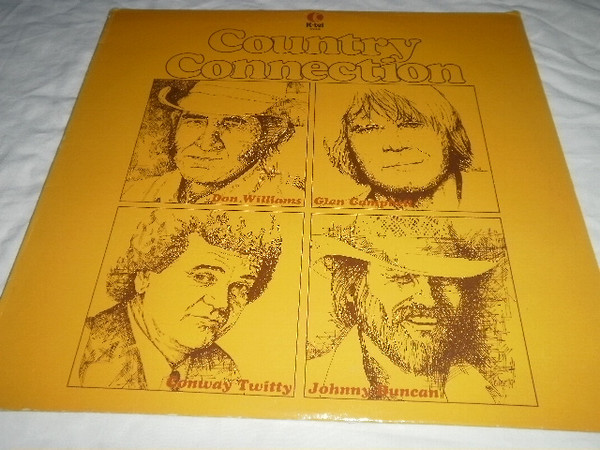 K-tel
Country
Connection
Don Williams
Glen Campbell
Conway Twitty
Johnny Duncan